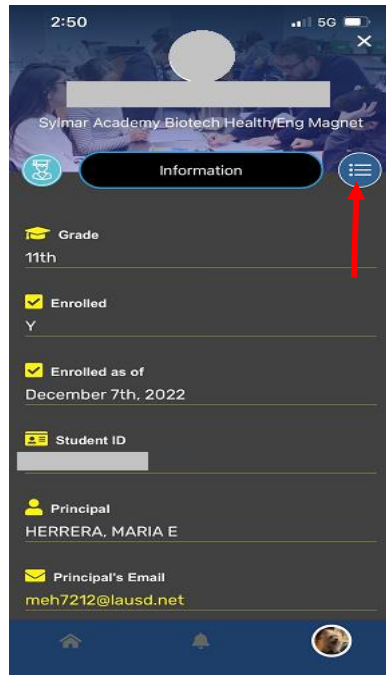 2:50
5G
Sylmar Academy Biotech Health/Eng Magnet
Information
Grade
11th
Enrolled
Y
Enrolled as of
December 7th, 2022
Student ID
Principal
HERRERA, MARIA E
Principal's Email
meh7212@lausd.net